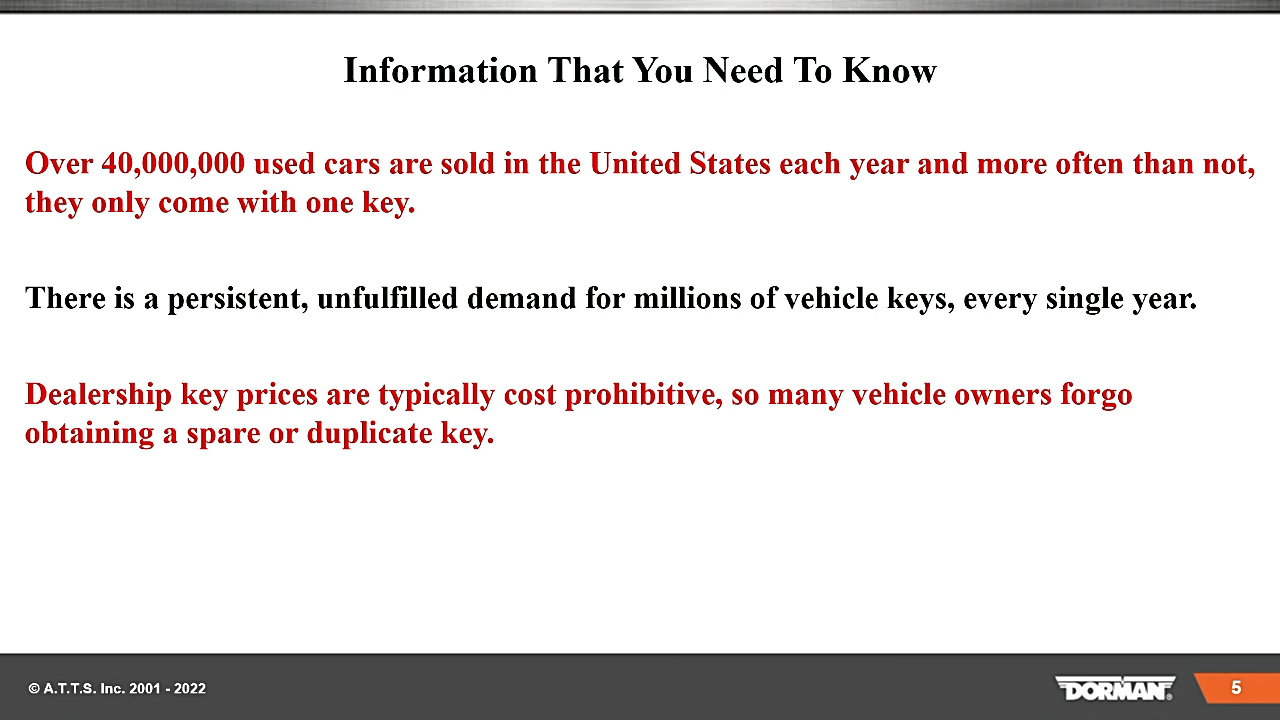 Information That You Need To Know
Over 40,000,000 used cars are sold in the United States each year and more often than not,
they only come with one key.
There is a persistent, unfulfilled demand for millions of vehicle keys, every single year.
Dealership key prices are typically cost prohibitive, so many vehicle owners forgo
obtaining a spare or duplicate key.
© A.T.T.S. Inc. 2001 - 2022
DORMAN®
5